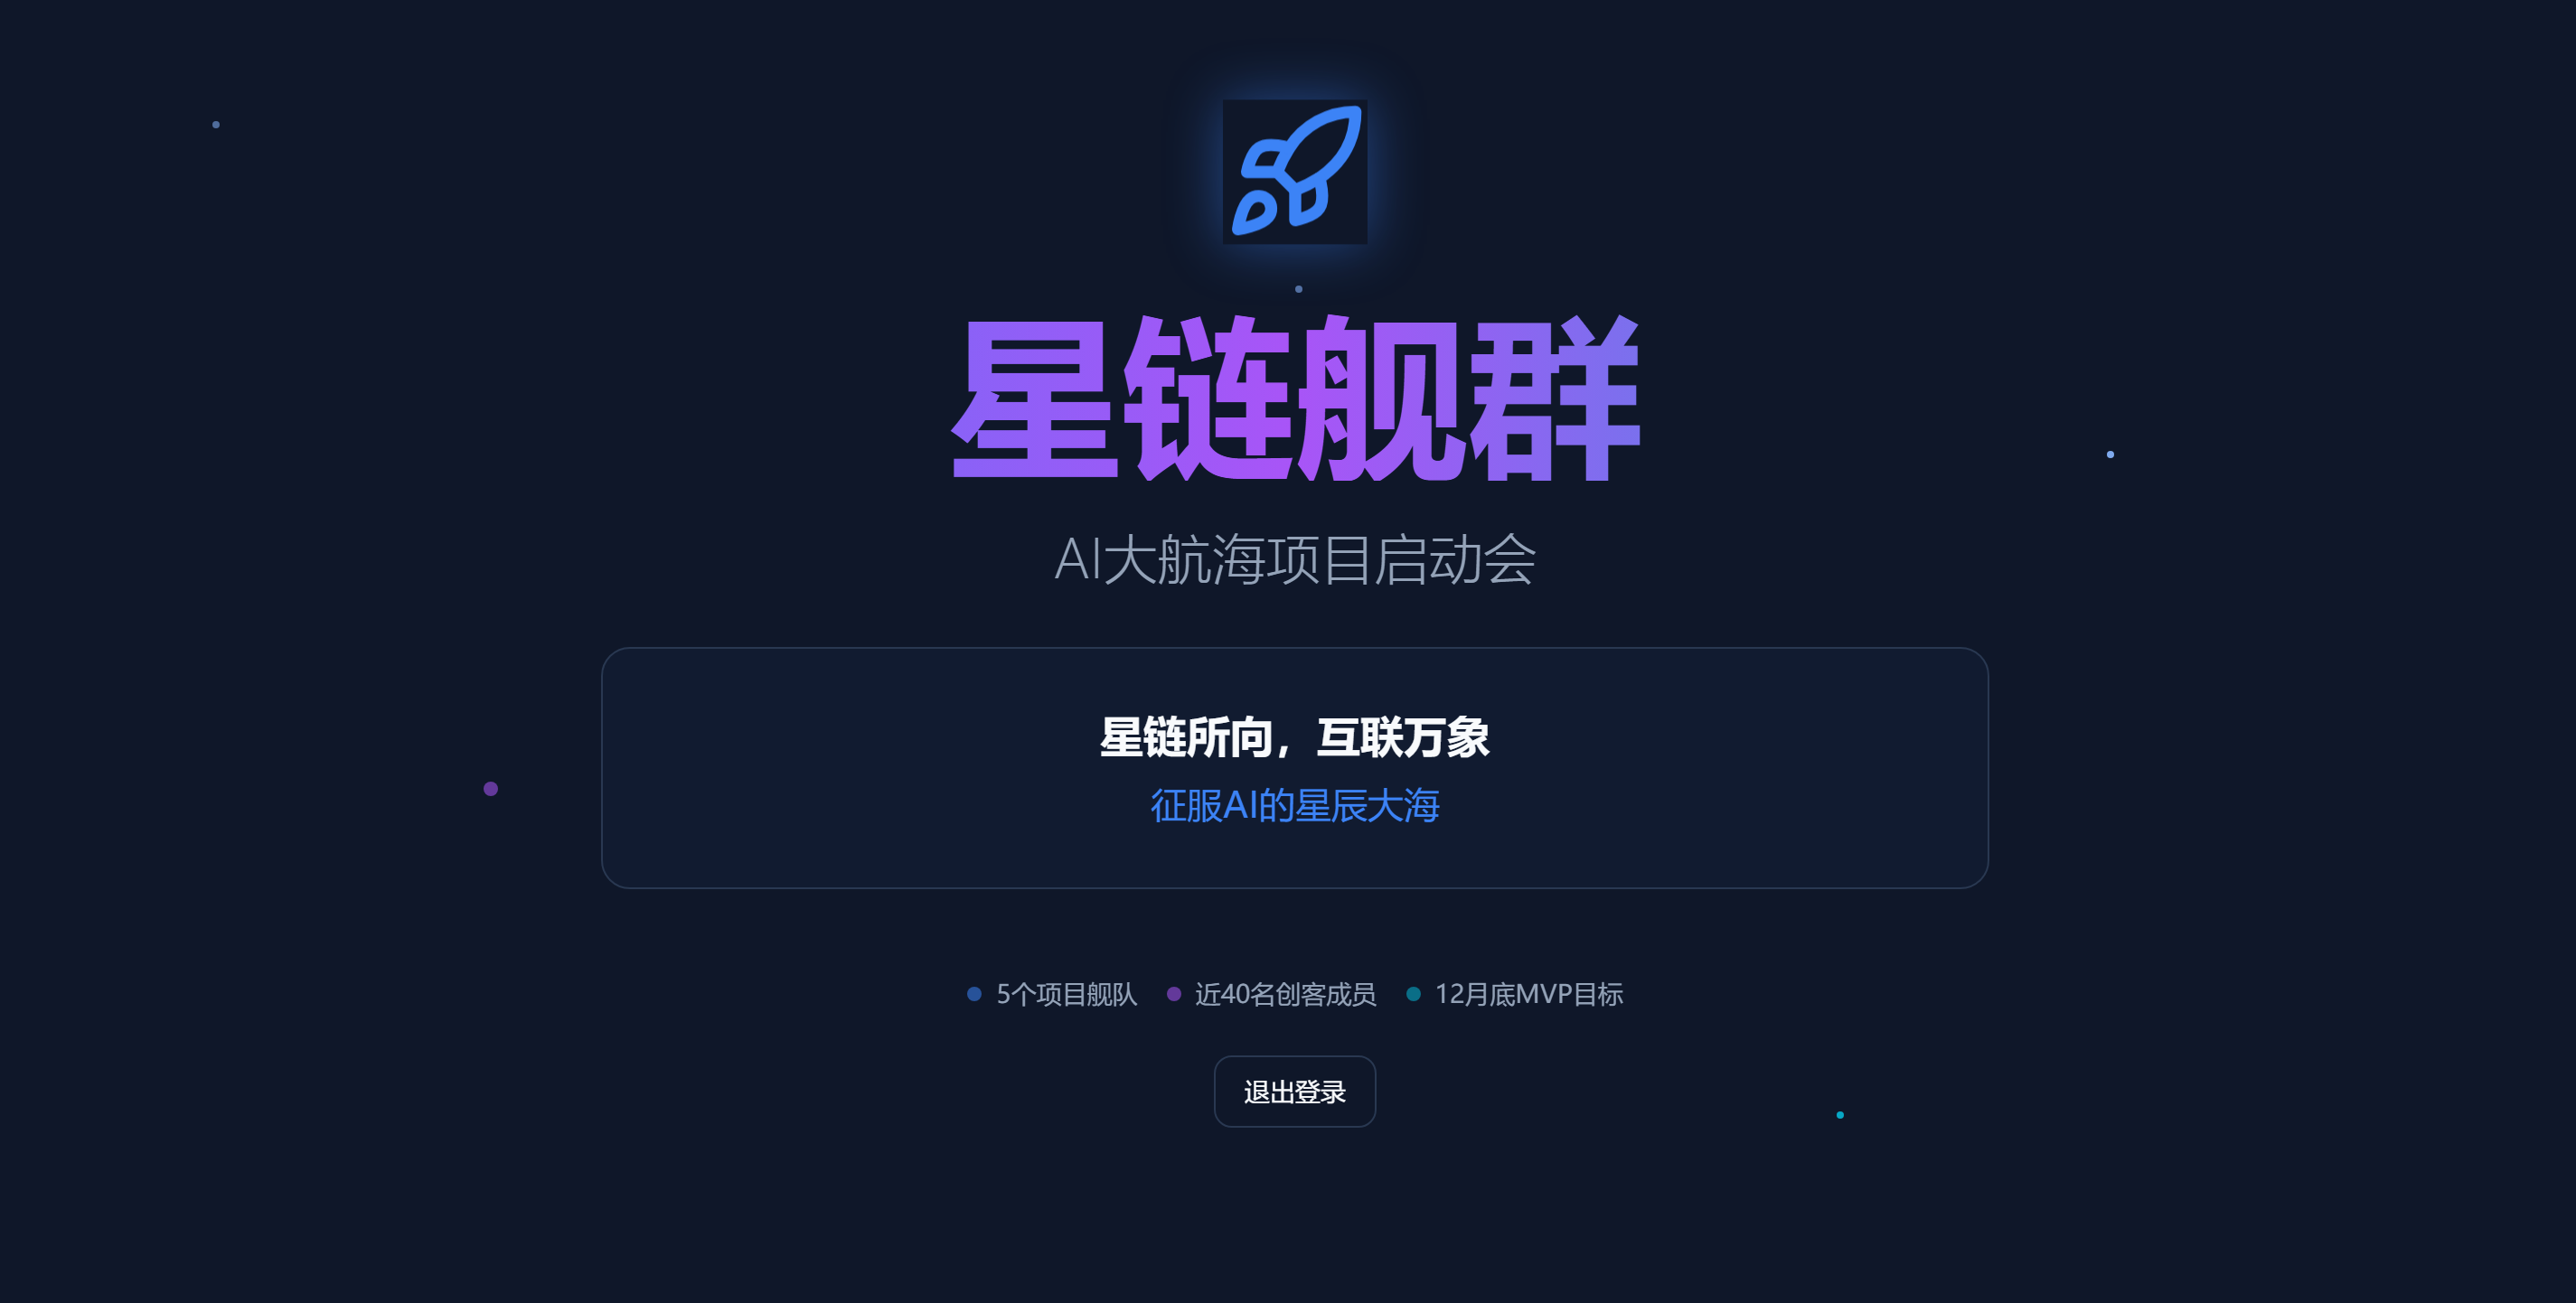 星链舰群
AI大航海项目启动会
星链所向，互联万象
征服AI的星辰大海
5个项目舰队 近40名创客成员 12月底MVP目标
退出登录